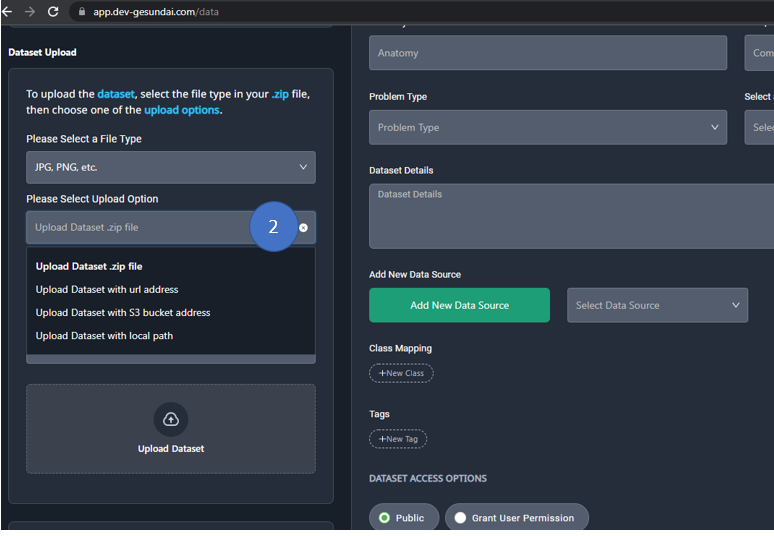 app.dev-gesundai.com/data
Dataset Upload
To upload the dataset, select the file type in your .zip file,
then choose one of the upload options.
Please Select a File Type
JPG, PNG, etc.
Please Select Upload Option
Upload Dataset .zip file
2
Upload Dataset .zip file
Upload Dataset with url address
Upload Dataset with S3 bucket address
Upload Dataset with local path
Upload Dataset
Anatomy
Com
Problem Type
Select
Problem Type
Selec
Dataset Details
Dataset Details
Add New Data Source
Add New Data Source
Select Data Source
Class Mapping
+New Class
Tags
+New Tag
DATASET ACCESS OPTIONS
Public
Grant User Permission